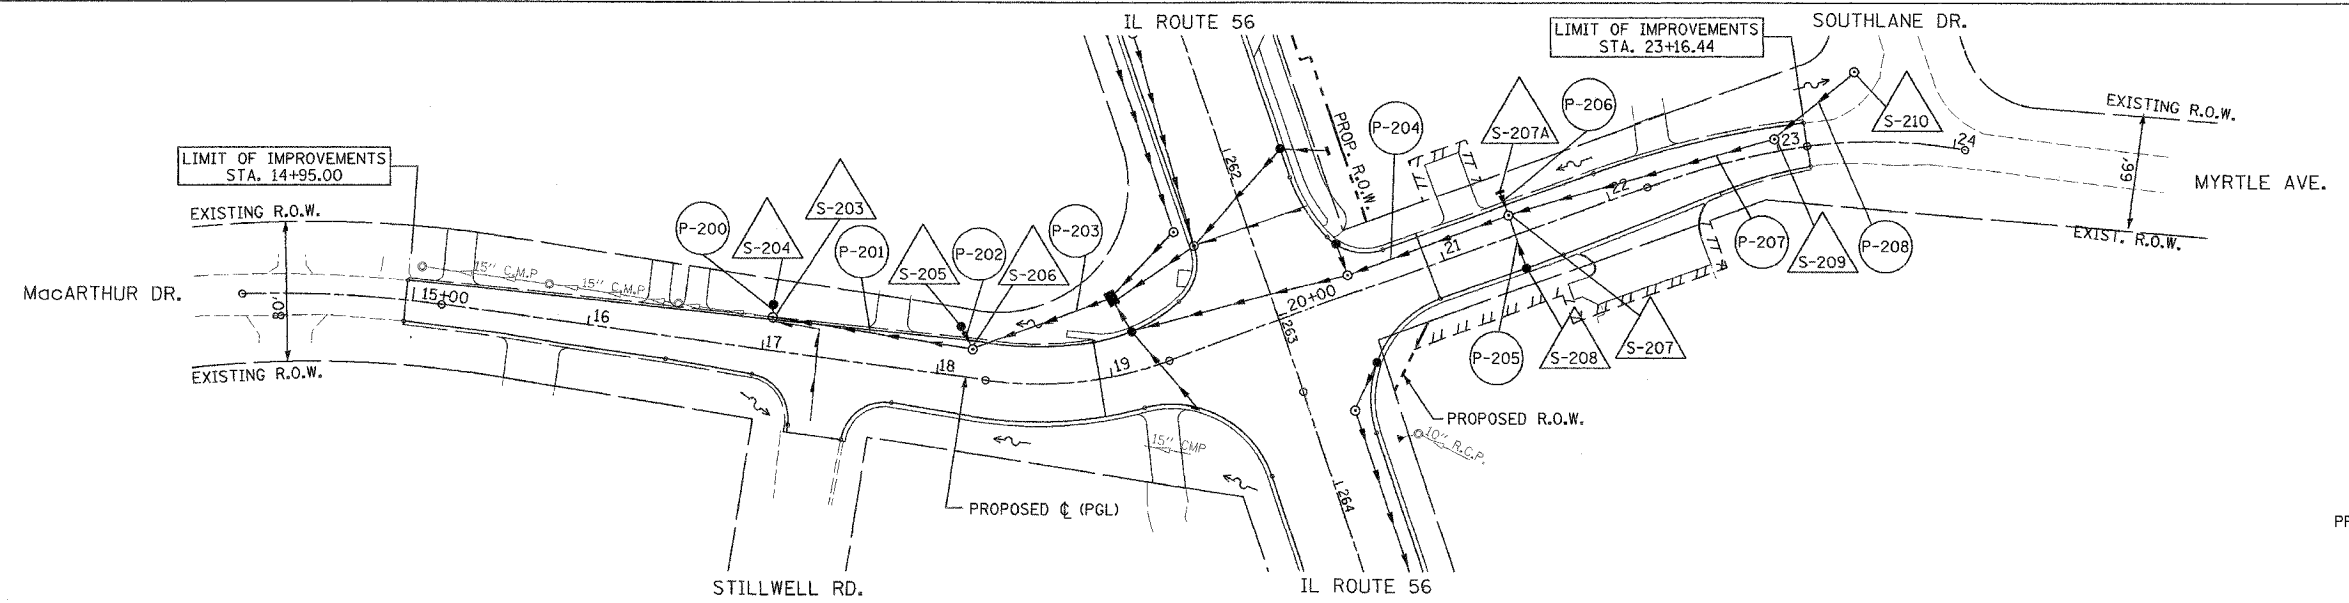 IL ROUTE 56
LIMIT OF IMPROVEMENTS
STA. 23+16.44
SOUTHLANE DR.
EXISTING R.O.W.
66'
MYRTLE AVE.
EXIST. R.O.W.
LIMIT OF IMPROVEMENTS
STA. 14+95.00
EXISTING R.O.W.
MacARTHUR DR.
80'
EXISTING R.O.W.
15" C.M.P
15" C.M.P
P-200
S-204
S-203
P-201
S-205
P-202
S-206
P-203
PROP. R.O.W.
P-204
S-207A
P-206
S-210
P-207
S-209
P-208
P-205
S-208
S-207
15+00
16
17
18
19
20+00
21
22
23
24
262
263
264
PROPOSED R.O.W.
10" R.C.P.
15" CMP
PROPOSED ℄ (PGL)
STILLWELL RD.
IL ROUTE 56
PF